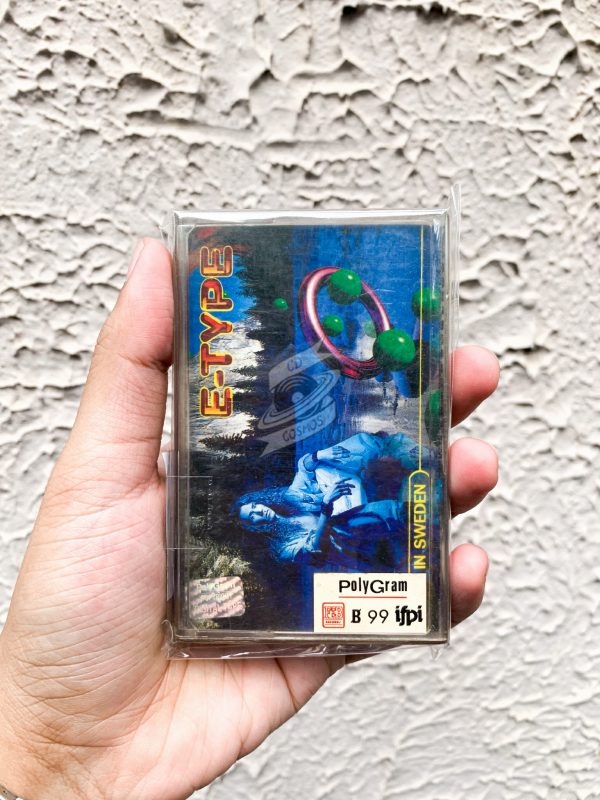 E-TYPE
CD
COSMOS
IN SWEDEN
PolyGram
B 99 ifpi